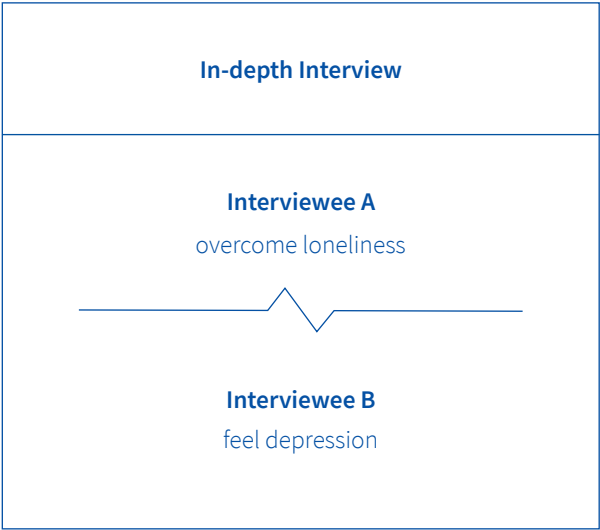 In-depth Interview
Interviewee A
overcome loneliness
Interviewee B
feel depression